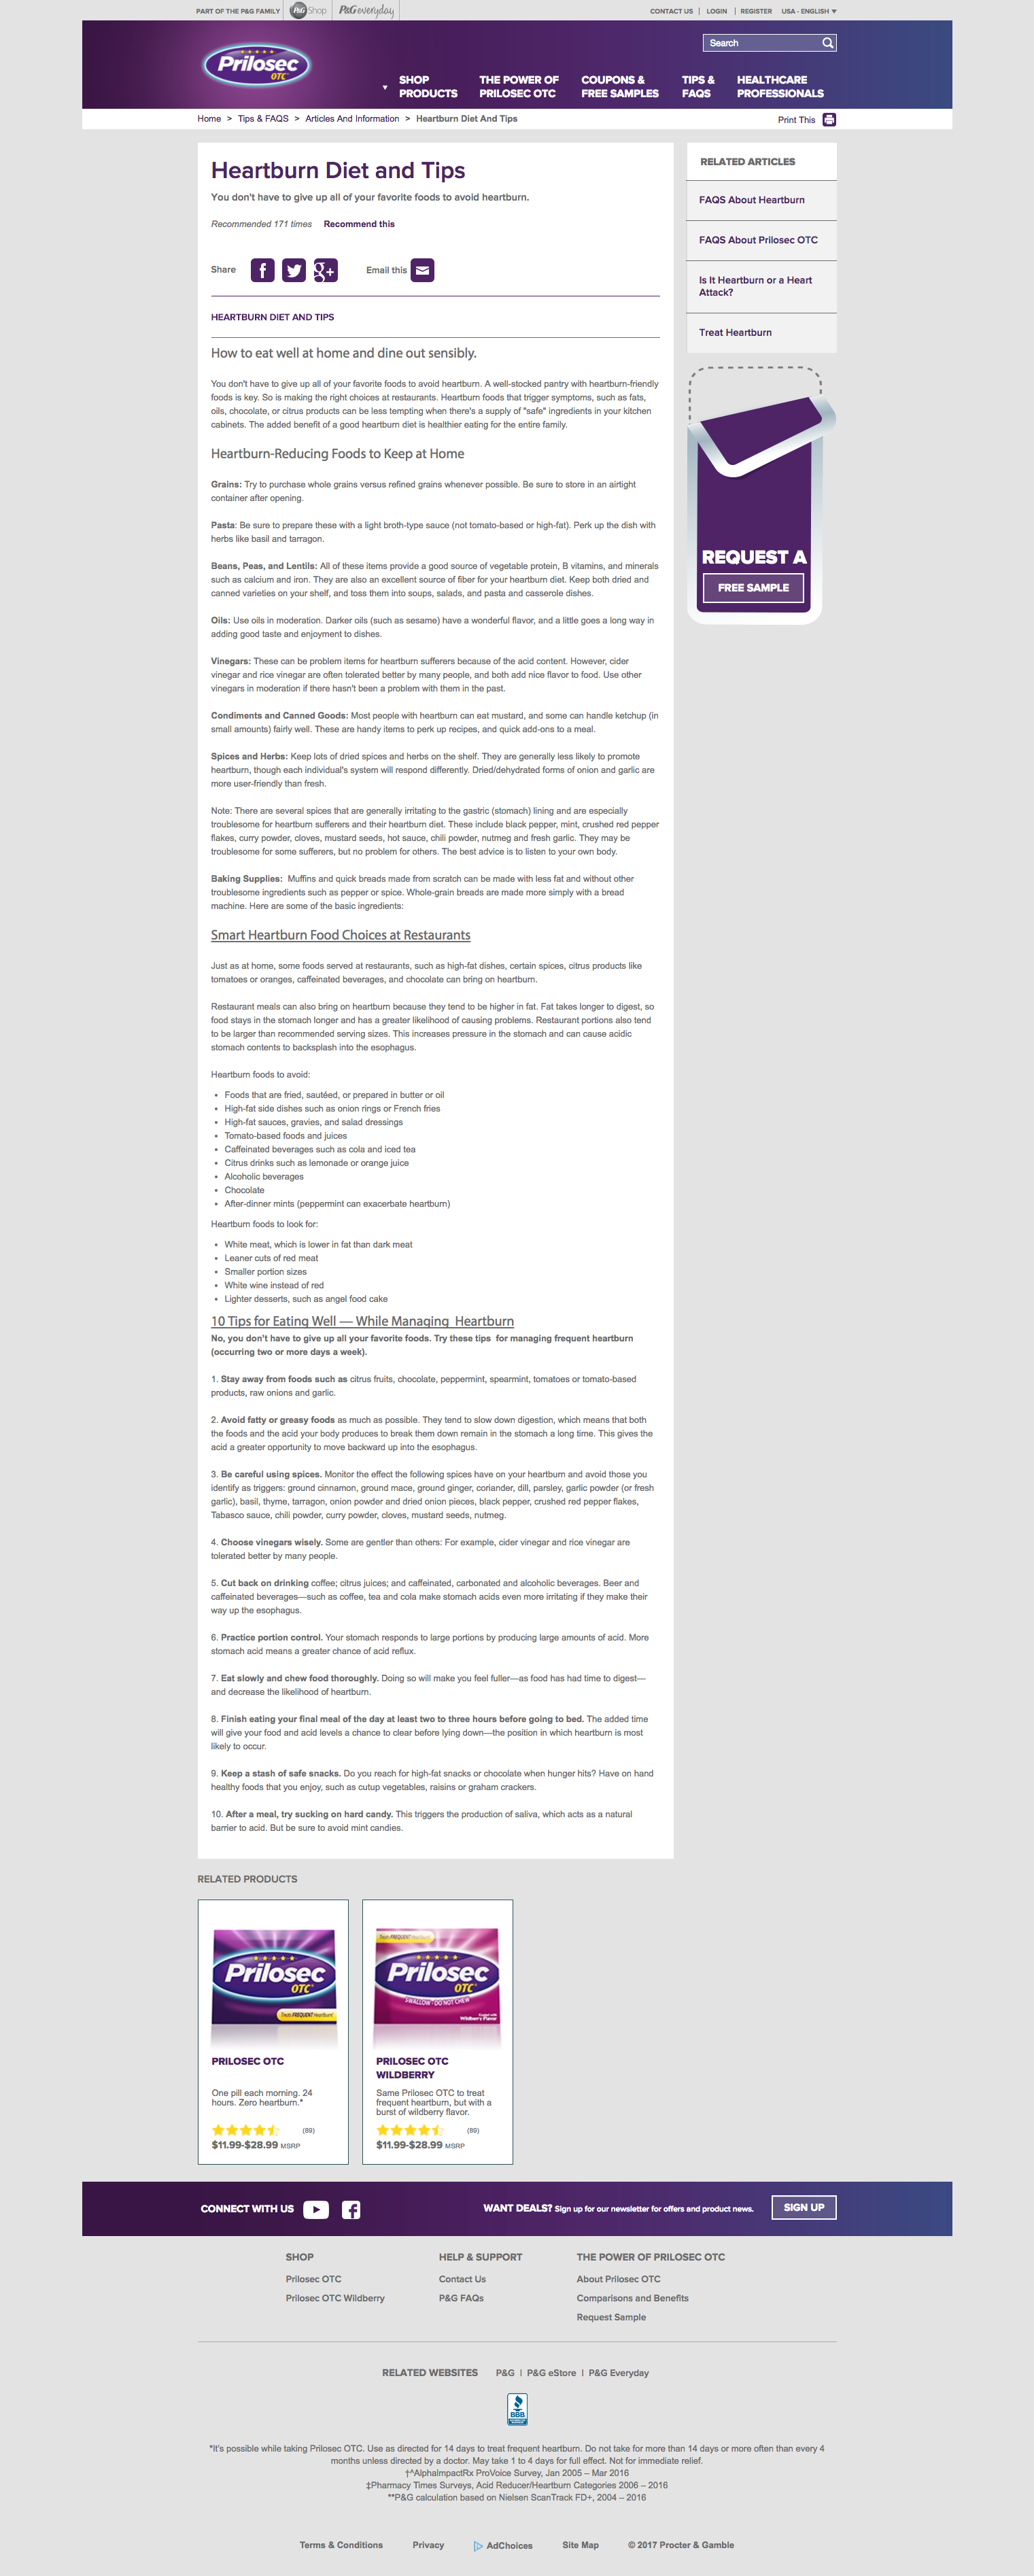 PART OF THE P&G FAMILY P&G Shop P&G everyday CONTACT US | LOGIN | REGISTER USA - ENGLISH ▼
Search
Prilosec OTC
▼ SHOP PRODUCTS THE POWER OF PRILOSEC OTC COUPONS & FREE SAMPLES TIPS & FAQS HEALTHCARE PROFESSIONALS
Home > Tips & FAQS > Articles And Information > Heartburn Diet And Tips Print This
Heartburn Diet and Tips
You don't have to give up all of your favorite foods to avoid heartburn.
Recommended 171 times Recommend this
Share Email this
HEARTBURN DIET AND TIPS
How to eat well at home and dine out sensibly.
You don't have to give up all of your favorite foods to avoid heartburn. A well-stocked pantry with heartburn-friendly
foods is key. So is making the right choices at restaurants. Heartburn foods that trigger symptoms, such as fats,
oils, chocolate, or citrus products can be less tempting when there's a supply of "safe" ingredients in your kitchen
cabinets. The added benefit of a good heartburn diet is healthier eating for the entire family.
Heartburn-Reducing Foods to Keep at Home
Grains: Try to purchase whole grains versus refined grains whenever possible. Be sure to store in an airtight
container after opening.
Pasta: Be sure to prepare these with a light broth-type sauce (not tomato-based or high-fat). Perk up the dish with
herbs like basil and tarragon.
Beans, Peas, and Lentils: All of these items provide a good source of vegetable protein, B vitamins, and minerals
such as calcium and iron. They are also an excellent source of fiber for your heartburn diet. Keep both dried and
canned varieties on your shelf, and toss them into soups, salads, and pasta and casserole dishes.
Oils: Use oils in moderation. Darker oils (such as sesame) have a wonderful flavor, and a little goes a long way in
adding good taste and enjoyment to dishes.
Vinegars: These can be problem items for heartburn sufferers because of the acid content. However, cider
vinegar and rice vinegar are often tolerated better by many people, and both add nice flavor to food. Use other
vinegars in moderation if there hasn't been a problem with them in the past.
Condiments and Canned Goods: Most people with heartburn can eat mustard, and some can handle ketchup (in
small amounts) fairly well. These are handy items to perk up recipes, and quick add-ons to a meal.
Spices and Herbs: Keep lots of dried spices and herbs on the shelf. They are generally less likely to promote
heartburn, though each individual's system will respond differently. Dried/dehydrated forms of onion and garlic are
more user-friendly than fresh.
Note: There are several spices that are generally irritating to the gastric (stomach) lining and are especially
troublesome for heartburn sufferers and their heartburn diet. These include black pepper, mint, crushed red pepper
flakes, curry powder, cloves, mustard seeds, hot sauce, chili powder, nutmeg and fresh garlic. They may be
troublesome for some sufferers, but no problem for others. The best advice is to listen to your own body.
Baking Supplies: Muffins and quick breads made from scratch can be made with less fat and without other
troublesome ingredients such as pepper or spice. Whole-grain breads are made more simply with a bread
machine. Here are some of the basic ingredients:
Smart Heartburn Food Choices at Restaurants
Just as at home, some foods served at restaurants, such as high-fat dishes, certain spices, citrus products like
tomatoes or oranges, caffeinated beverages, and chocolate can bring on heartburn.
Restaurant meals can also bring on heartburn because they tend to be higher in fat. Fat takes longer to digest, so
food stays in the stomach longer and has a greater likelihood of causing problems. Restaurant portions also tend
to be larger than recommended serving sizes. This increases pressure in the stomach and can cause acidic
stomach contents to backsplash into the esophagus.
Heartburn foods to avoid:
• Foods that are fried, sautéed, or prepared in butter or oil
• High-fat side dishes such as onion rings or French fries
• High-fat sauces, gravies, and salad dressings
• Tomato-based foods and juices
• Caffeinated beverages such as cola and iced tea
• Citrus drinks such as lemonade or orange juice
• Alcoholic beverages
• Chocolate
• After-dinner mints (peppermint can exacerbate heartburn)
Heartburn foods to look for:
• White meat, which is lower in fat than dark meat
• Leaner cuts of red meat
• Smaller portion sizes
• White wine instead of red
• Lighter desserts, such as angel food cake
10 Tips for Eating Well — While Managing Heartburn
No, you don't have to give up all your favorite foods. Try these tips for managing frequent heartburn
(occurring two or more days a week).
1. Stay away from foods such as citrus fruits, chocolate, peppermint, spearmint, tomatoes or tomato-based
products, raw onions and garlic.
2. Avoid fatty or greasy foods as much as possible. They tend to slow down digestion, which means that both
the foods and the acid your body produces to break them down remain in the stomach a long time. This gives the
acid a greater opportunity to move backward up into the esophagus.
3. Be careful using spices. Monitor the effect the following spices have on your heartburn and avoid those you
identify as triggers: ground cinnamon, ground mace, ground ginger, coriander, dill, parsley, garlic powder (or fresh
garlic), basil, thyme, tarragon, onion powder and dried onion pieces, black pepper, crushed red pepper flakes,
Tabasco sauce, chili powder, curry powder, cloves, mustard seeds, nutmeg.
4. Choose vinegars wisely. Some are gentler than others: For example, cider vinegar and rice vinegar are
tolerated better by many people.
5. Cut back on drinking coffee; citrus juices; and caffeinated, carbonated and alcoholic beverages. Beer and
caffeinated beverages—such as coffee, tea and cola make stomach acids even more irritating if they make their
way up the esophagus.
6. Practice portion control. Your stomach responds to large portions by producing large amounts of acid. More
stomach acid means a greater chance of acid reflux.
7. Eat slowly and chew food thoroughly. Doing so will make you feel fuller—as food has had time to digest—
and decrease the likelihood of heartburn.
8. Finish eating your final meal of the day at least two to three hours before going to bed. The added time
will give your food and acid levels a chance to clear before lying down—the position in which heartburn is most
likely to occur.
9. Keep a stash of safe snacks. Do you reach for high-fat snacks or chocolate when hunger hits? Have on hand
healthy foods that you enjoy, such as cutup vegetables, raisins or graham crackers.
10. After a meal, try sucking on hard candy. This triggers the production of saliva, which acts as a natural
barrier to acid. But be sure to avoid mint candies.
RELATED ARTICLES
FAQS About Heartburn
FAQS About Prilosec OTC
Is It Heartburn or a Heart
Attack?
Treat Heartburn
REQUEST A
FREE SAMPLE
RELATED PRODUCTS
Prilosec OTC
Treats FREQUENT Heartburn!
PRILOSEC OTC
One pill each morning. 24
hours. Zero heartburn.*
(89)
$11.99-$28.99 MSRP
Treats FREQUENT Heartburn!
Prilosec OTC
SWALLOW - DO NOT CHEW
Coated with
Wildberry Flavor
PRILOSEC OTC
WILDBERRY
Same Prilosec OTC to treat
frequent heartburn, but with a
burst of wildberry flavor.
(89)
$11.99-$28.99 MSRP
CONNECT WITH US WANT DEALS? Sign up for our newsletter for offers and product news. SIGN UP
SHOP HELP & SUPPORT THE POWER OF PRILOSEC OTC
Prilosec OTC Contact Us About Prilosec OTC
Prilosec OTC Wildberry P&G FAQs Comparisons and Benefits
Request Sample
RELATED WEBSITES P&G | P&G eStore | P&G Everyday
BBB
*It's possible while taking Prilosec OTC. Use as directed for 14 days to treat frequent heartburn. Do not take for more than 14 days or more often than every 4
months unless directed by a doctor. May take 1 to 4 days for full effect. Not for immediate relief.
†^AlphaImpactRx ProVoice Survey, Jan 2005 – Mar 2016
‡Pharmacy Times Surveys, Acid Reducer/Heartburn Categories 2006 – 2016
**P&G calculation based on Nielsen ScanTrack FD+, 2004 – 2016
Terms & Conditions Privacy AdChoices Site Map © 2017 Procter & Gamble